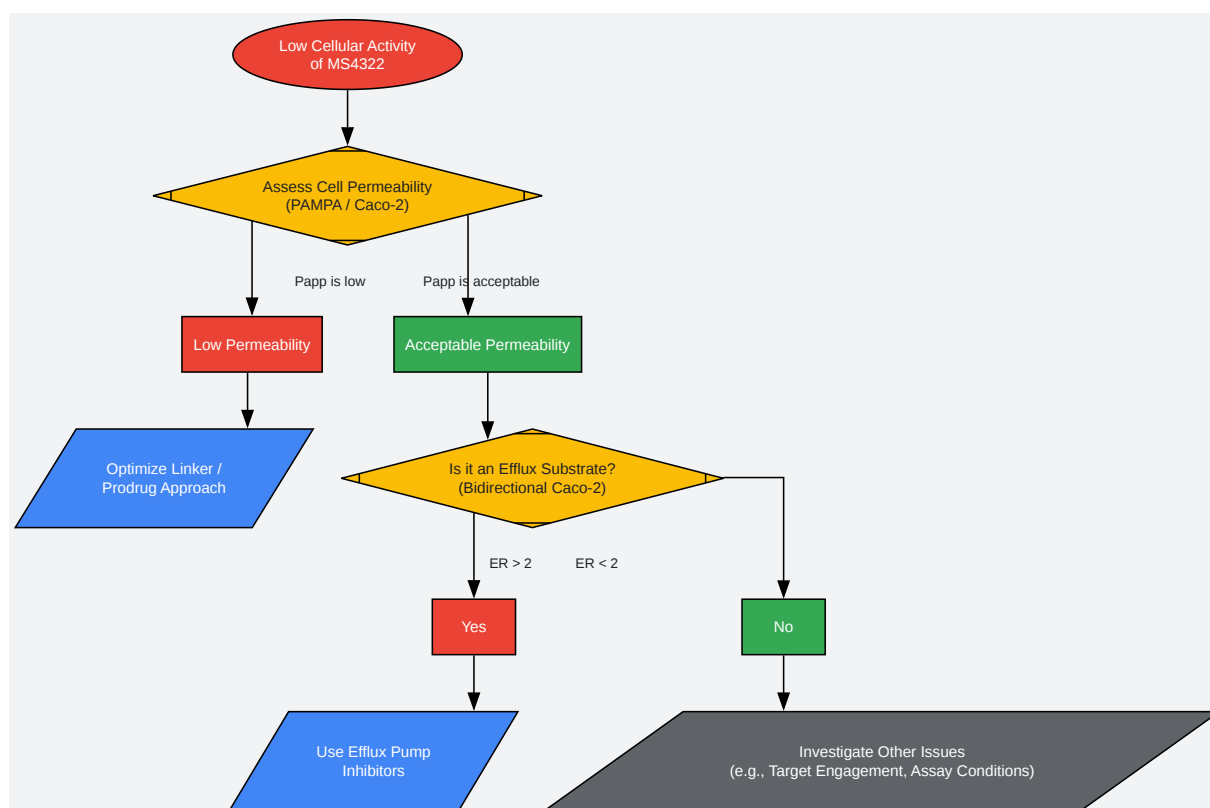 Low Cellular Activity
of MS4322
Assess Cell Permeability
(PAMPA / Caco-2)
Papp is low
Papp is acceptable
Low Permeability
Acceptable Permeability
Optimize Linker /
Prodrug Approach
Is it an Efflux Substrate?
(Bidirectional Caco-2)
ER > 2
ER < 2
Yes
No
Use Efflux Pump
Inhibitors
Investigate Other Issues
(e.g., Target Engagement, Assay Conditions)